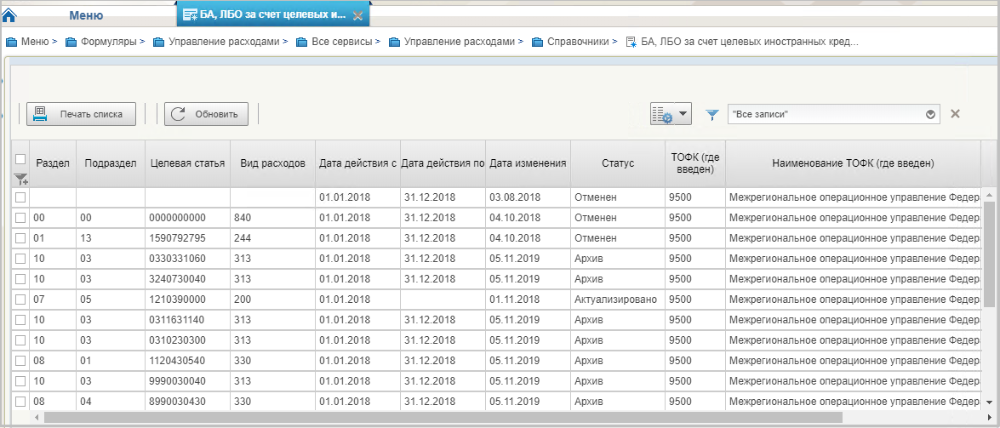 Меню БА, ЛБО за счет целевых и...
Меню > Формуляры > Управление расходами > Все сервисы > Управление расходами > Справочники > БА, ЛБО за счет целевых иностранных кред...
Печать списка Обновить "Все записи"
Раздел Подраздел Целевая статья Вид расходов Дата действия с Дата действия по Дата изменения Статус ТОФК (где введен) Наименование ТОФК (где введен)
01.01.2018 31.12.2018 03.08.2018 Отменен 9500 Межрегиональное операционное управление Федер
00 00 0000000000 840 01.01.2018 31.12.2018 04.10.2018 Отменен 9500 Межрегиональное операционное управление Федер
01 13 1590792795 244 01.01.2018 31.12.2018 04.10.2018 Отменен 9500 Межрегиональное операционное управление Федер
10 03 0330331060 313 01.01.2018 31.12.2018 05.11.2019 Архив 9500 Межрегиональное операционное управление Федер
10 03 3240730040 313 01.01.2018 31.12.2018 05.11.2019 Архив 9500 Межрегиональное операционное управление Федер
07 05 1210390000 200 01.01.2018 01.11.2018 Актуализировано 9500 Межрегиональное операционное управление Федер
10 03 0311631140 313 01.01.2018 31.12.2018 05.11.2019 Архив 9500 Межрегиональное операционное управление Федер
10 03 0310230300 313 01.01.2018 31.12.2018 05.11.2019 Архив 9500 Межрегиональное операционное управление Федер
08 01 1120430540 330 01.01.2018 31.12.2018 05.11.2019 Архив 9500 Межрегиональное операционное управление Федер
10 03 9990030040 313 01.01.2018 31.12.2018 05.11.2019 Архив 9500 Межрегиональное операционное управление Федер
08 04 8990030430 330 01.01.2018 31.12.2018 05.11.2019 Архив 9500 Межрегиональное операционное управление Федер